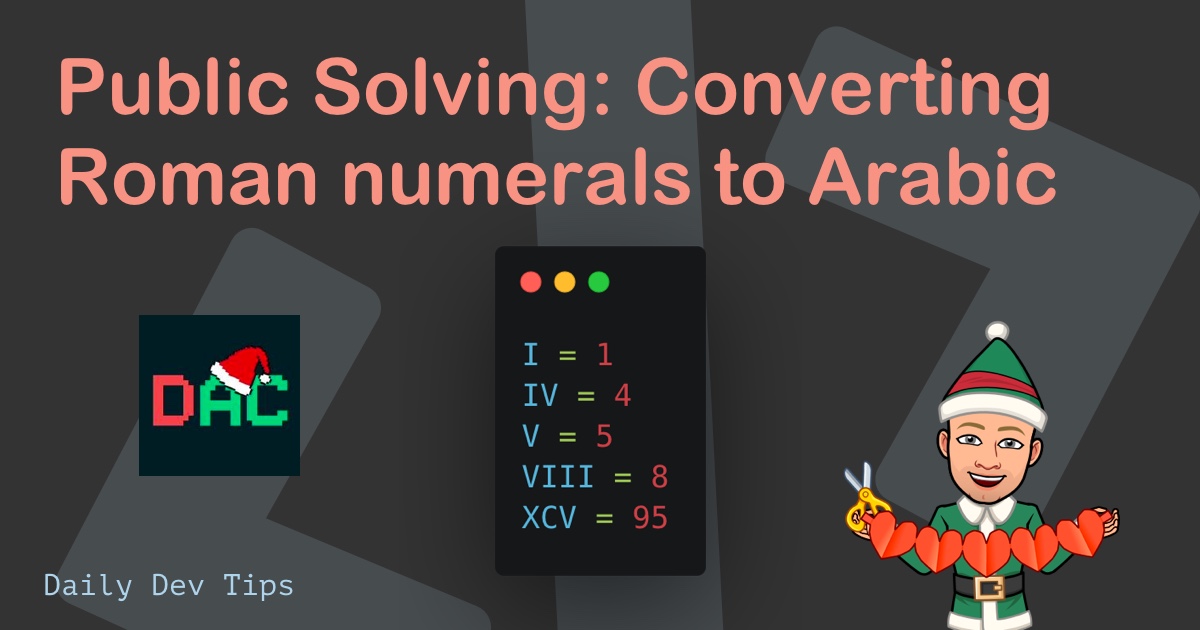 Public Solving: Converting
Roman numerals to Arabic
DAC
I = 1
IV = 4
V = 5
VIII = 8
XCV = 95
Daily Dev Tips